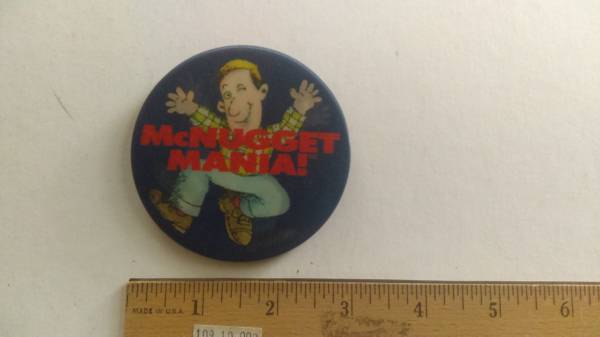 McNUGGET
MANIA!
1 2 3 4 5 6
MADE IN U.S.A.